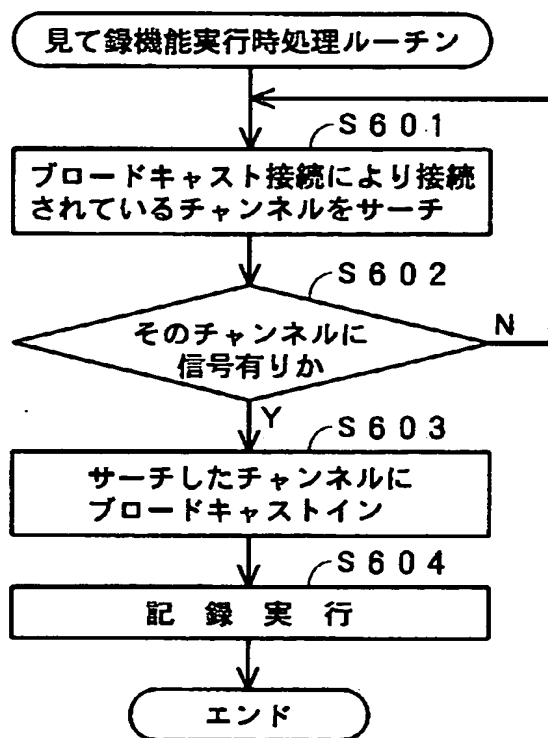 見て録機能実行時処理ルーチン
S601
ブロードキャスト接続により接続
されているチャンネルをサーチ
S602
そのチャンネルに
信号有りか
N
Y
S603
サーチしたチャンネルに
ブロードキャストイン
S604
記録実行
エンド